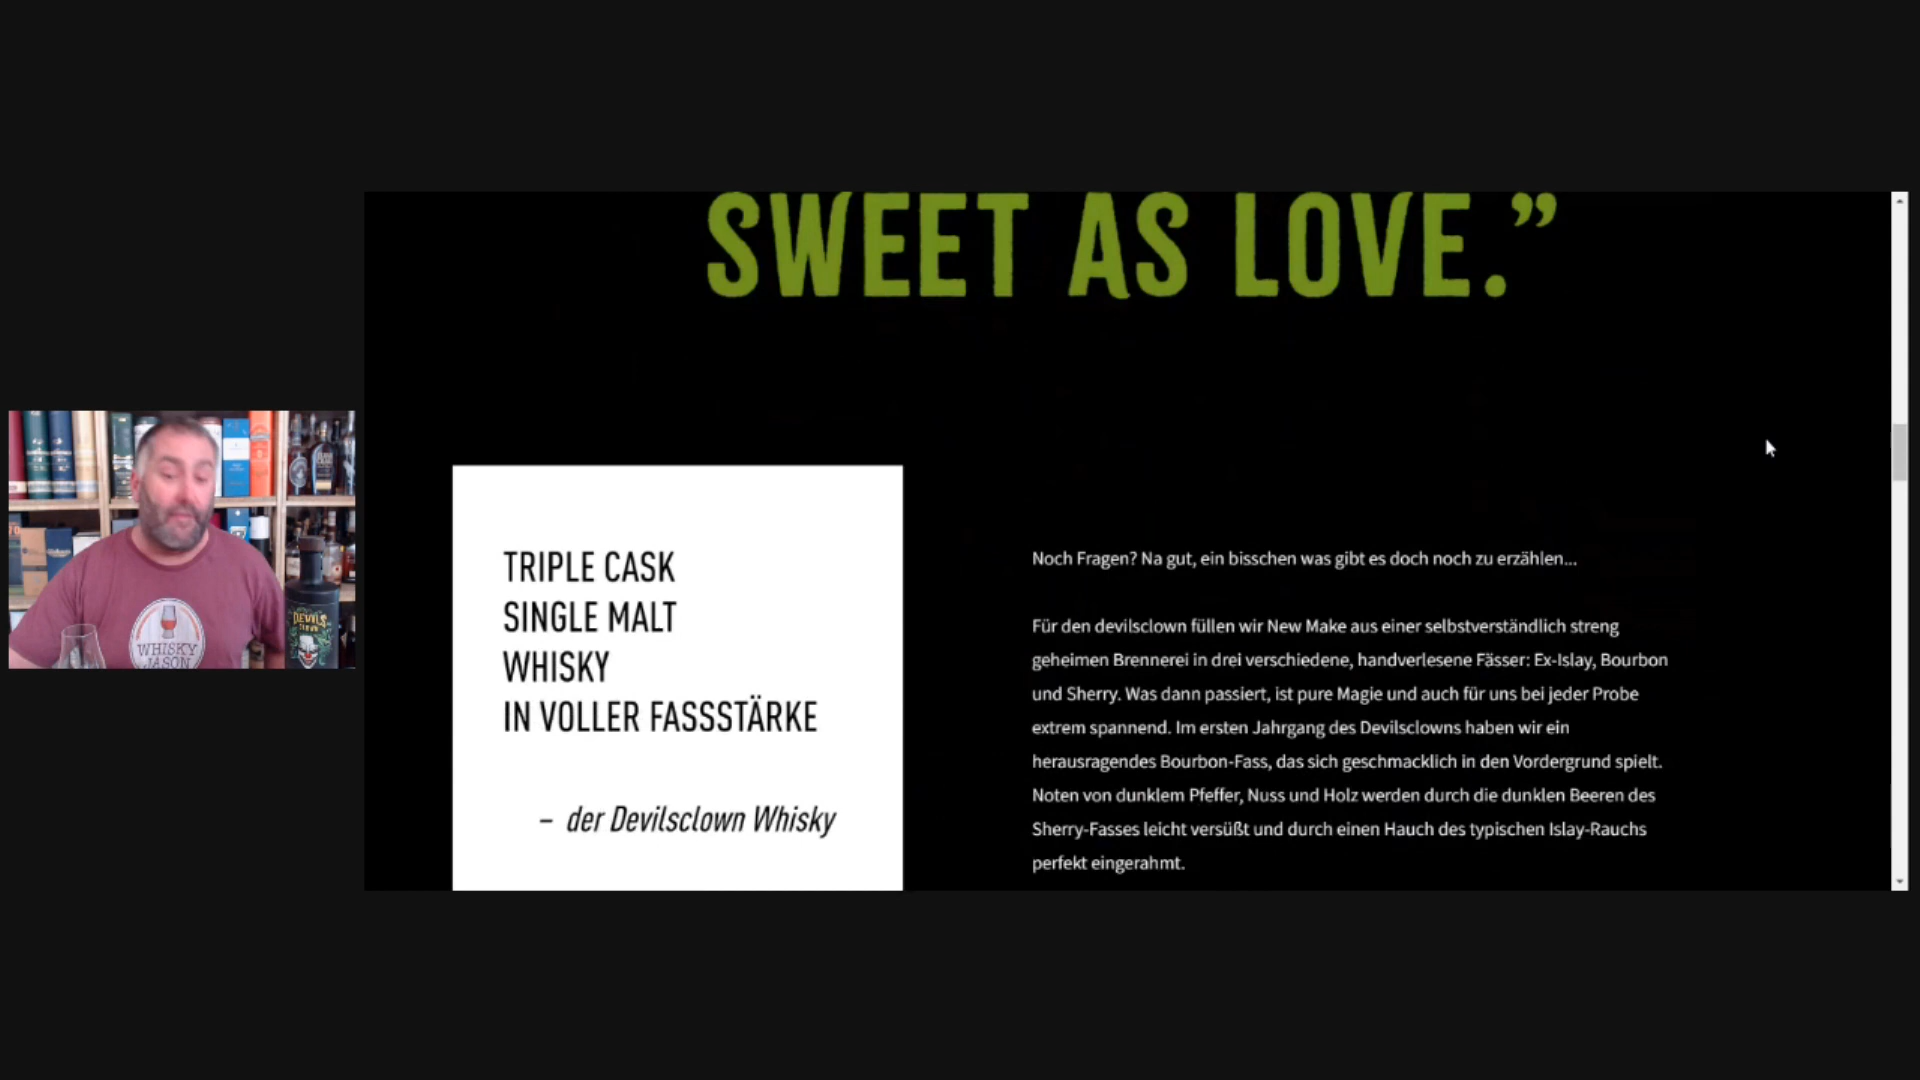 SWEET AS LOVE.”
TRIPLE CASK
SINGLE MALT
WHISKY
IN VOLLER FASSSTÄRKE
– der Devilsclown Whisky
Noch Fragen? Na gut, ein bisschen was gibt es doch noch zu erzählen...
Für den devilsclown füllen wir New Make aus einer selbstverständlich streng
geheimen Brennerei in drei verschiedene, handverlesene Fässer: Ex-Islay, Bourbon
und Sherry. Was dann passiert, ist pure Magie und auch für uns bei jeder Probe
extrem spannend. Im ersten Jahrgang des Devilsclowns haben wir ein
herausragendes Bourbon-Fass, das sich geschmacklich in den Vordergrund spielt.
Noten von dunklem Pfeffer, Nuss und Holz werden durch die dunklen Beeren des
Sherry-Fasses leicht versüßt und durch einen Hauch des typischen Islay-Rauchs
perfekt eingerahmt.
WHISKY
JASON
DEVILS